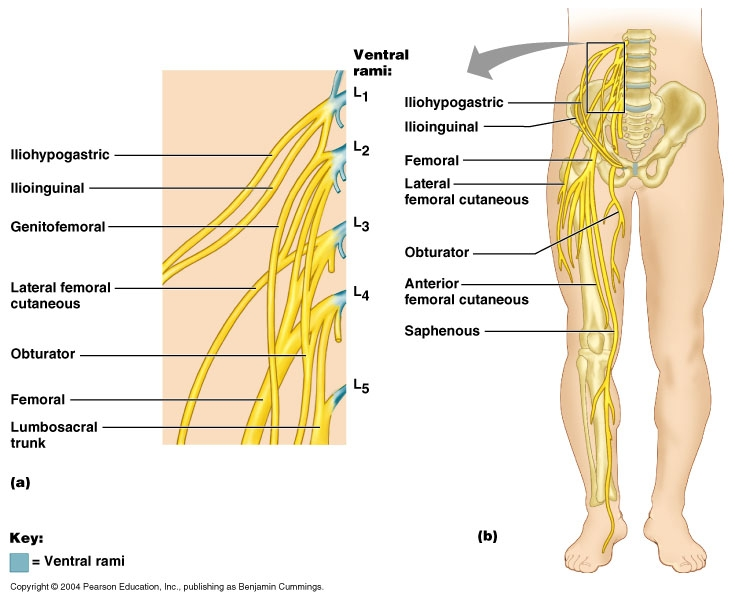 Ventral
rami:
L1
L2
L3
L4
L5
Iliohypogastric
Ilioinguinal
Genitofemoral
Lateral femoral
cutaneous
Obturator
Femoral
Lumbosacral
trunk
(a)
Key:
= Ventral rami
Iliohypogastric
Ilioinguinal
Femoral
Lateral
femoral cutaneous
Obturator
Anterior
femoral cutaneous
Saphenous
(b)
Copyright © 2004 Pearson Education, Inc., publishing as Benjamin Cummings.